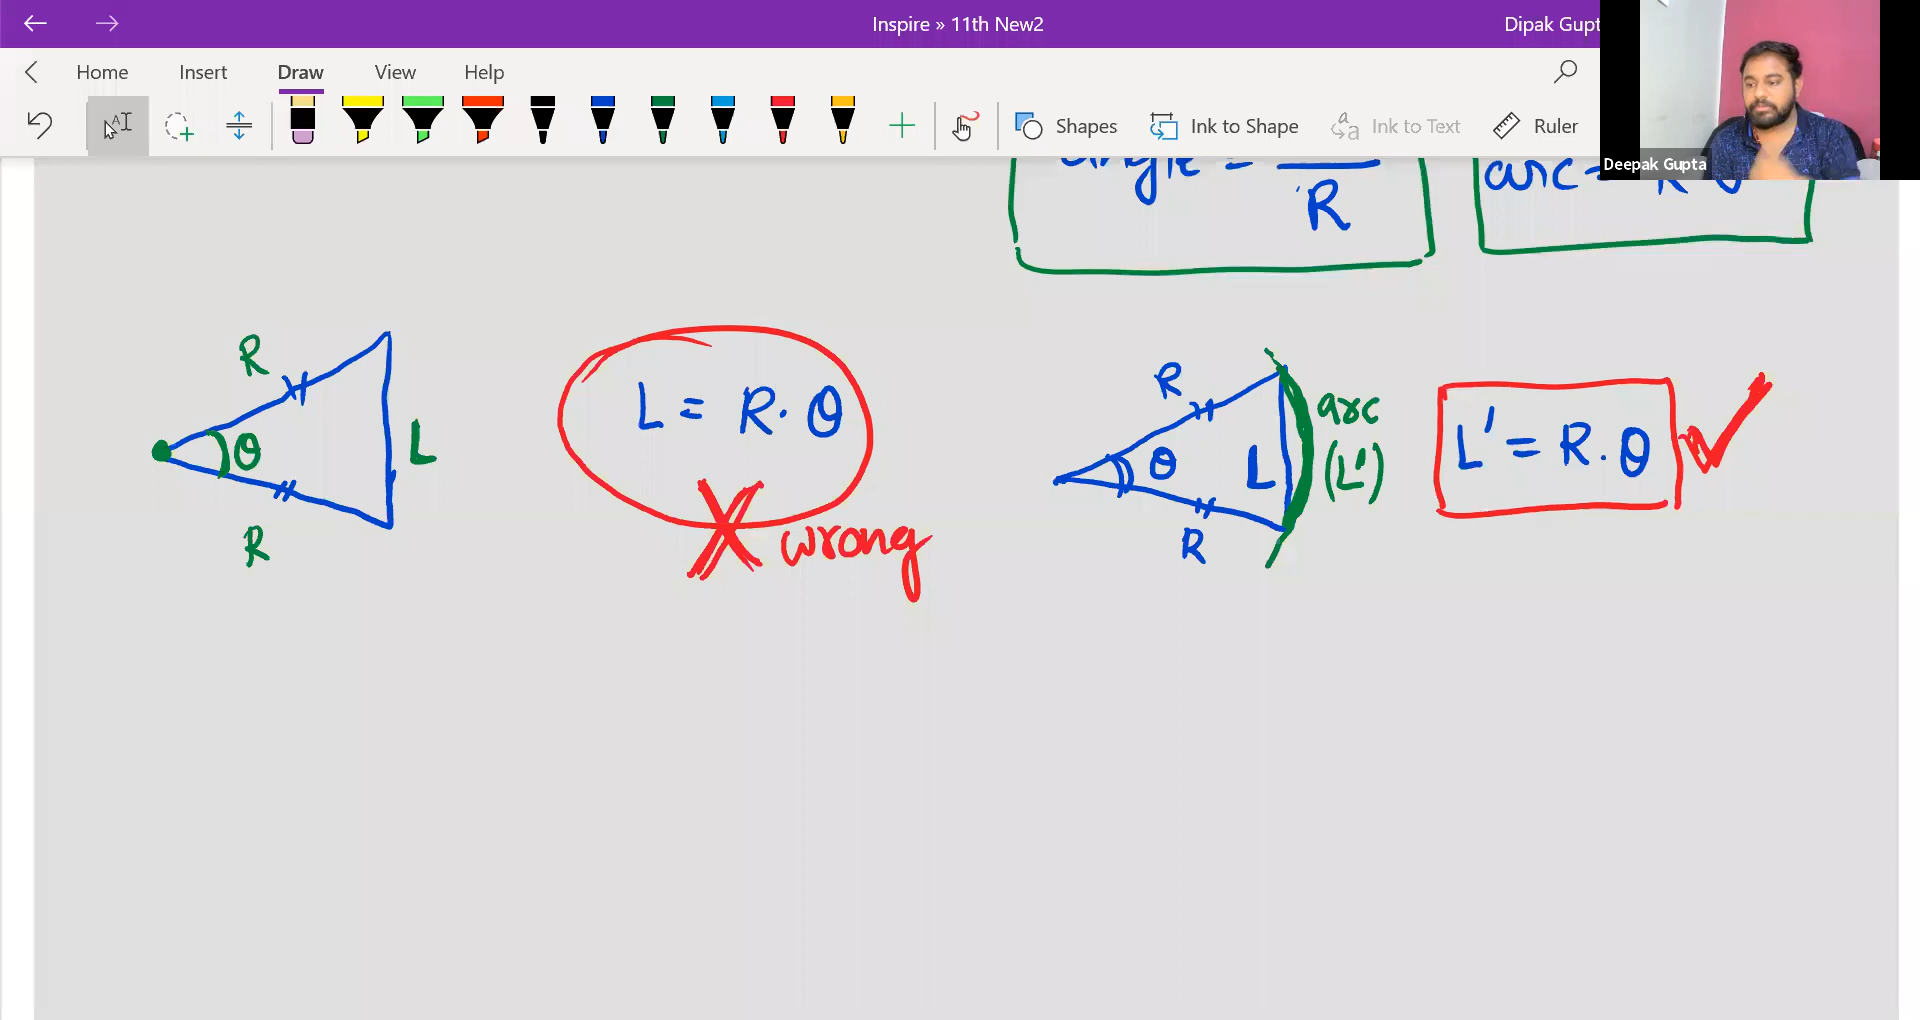 Inspire » 11th New2
Dipak Gupt
Home Insert Draw View Help
Shapes Ink to Shape Ink to Text Ruler
Deepak Gupta
angle = R
arc = R θ
R
θ
L
R
L = R . θ
wrong
R
θ
L
R
arc
(L')
L' = R . θ